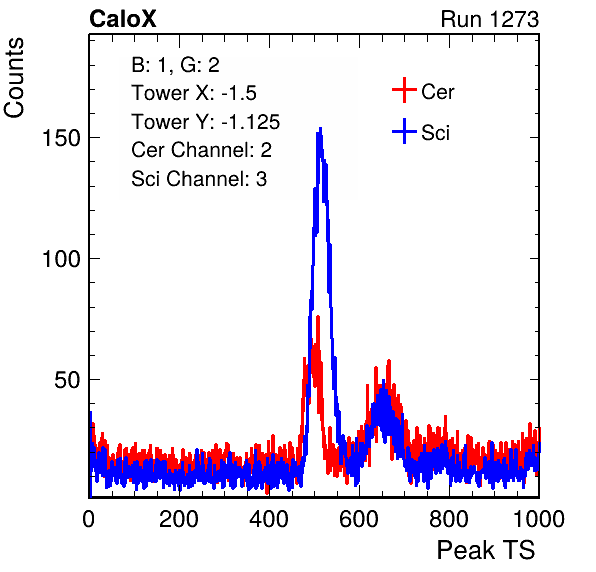 CaloX
Run 1273
Counts
B: 1, G: 2
Tower X: -1.5
Tower Y: -1.125
Cer Channel: 2
Sci Channel: 3
Cer
Sci
150
100
50
0 200 400 600 800 1000
Peak TS